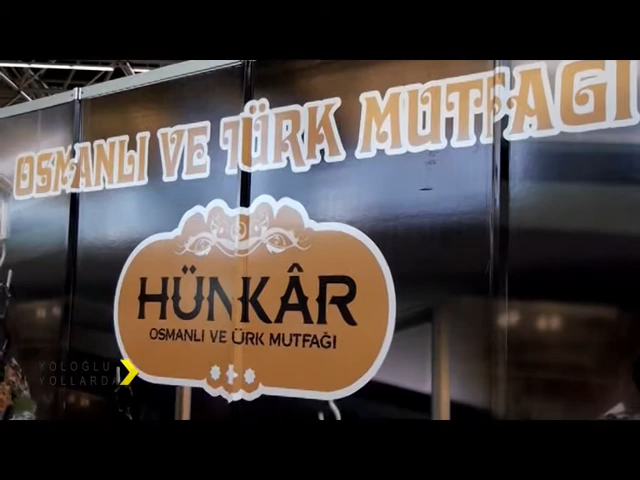 OSMANLI VE TÜRK MUTFAĞI
HÜNKÂR
OSMANLI VE ÜRK MUTFAĞI
YOLOĞLU
YOLLARDA